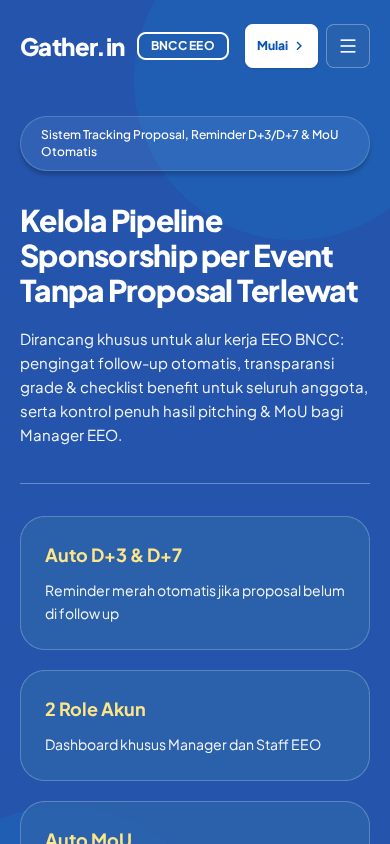 Gather.in
BNCC EEO
Mulai
Sistem Tracking Proposal, Reminder D+3/D+7 & MoU
Otomatis
Kelola Pipeline
Sponsorship per Event
Tanpa Proposal Terlewat
Dirancang khusus untuk alur kerja EEO BNCC:
pengingat follow-up otomatis, transparansi
grade & checklist benefit untuk seluruh anggota,
serta kontrol penuh hasil pitching & MoU bagi
Manager EEO.
Auto D+3 & D+7
Reminder merah otomatis jika proposal belum
di follow up
2 Role Akun
Dashboard khusus Manager dan Staff EEO
Auto MoU